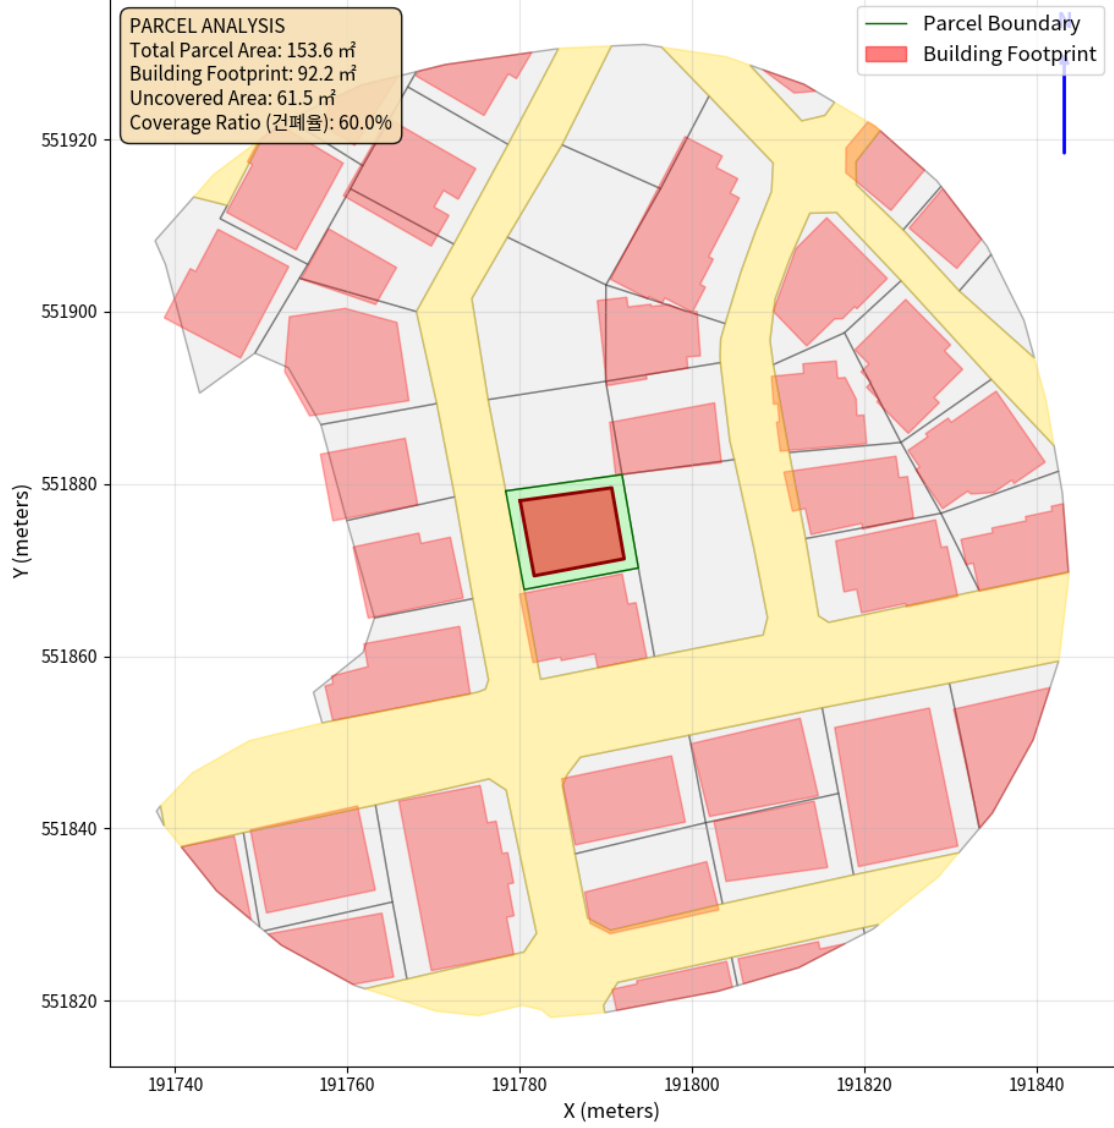 PARCEL ANALYSIS
Total Parcel Area: 153.6 ㎡
Building Footprint: 92.2 ㎡
Uncovered Area: 61.5 ㎡
Coverage Ratio (건폐율): 60.0%
Parcel Boundary
Building Footprint
N
551920
551900
551880
551860
551840
551820
Y (meters)
191740
191760
191780
191800
191820
191840
X (meters)